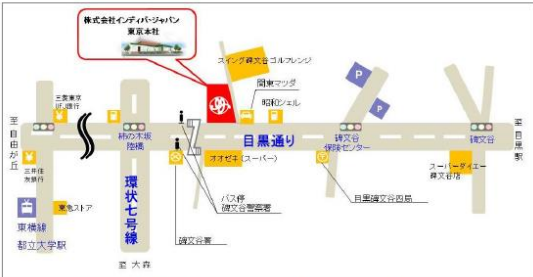 株式会社インディバ・ジャパン
東京本社
スイング碑文谷ゴルフレンジ
関東マツダ
昭和シェル
三菱東京
UFJ銀行
至自由が丘
柿の木坂
陸橋
目黒通り
碑文谷
保険センター
碑文谷
至目黒駅
三井住
友銀行
オオゼキ(スーパー)
スーパーダイエー
碑文谷店
環状七号線
バス停
碑文谷警察署
目黒碑文谷四局
東急ストア
東横線
都立大学駅
碑文谷署
至大森
P
P